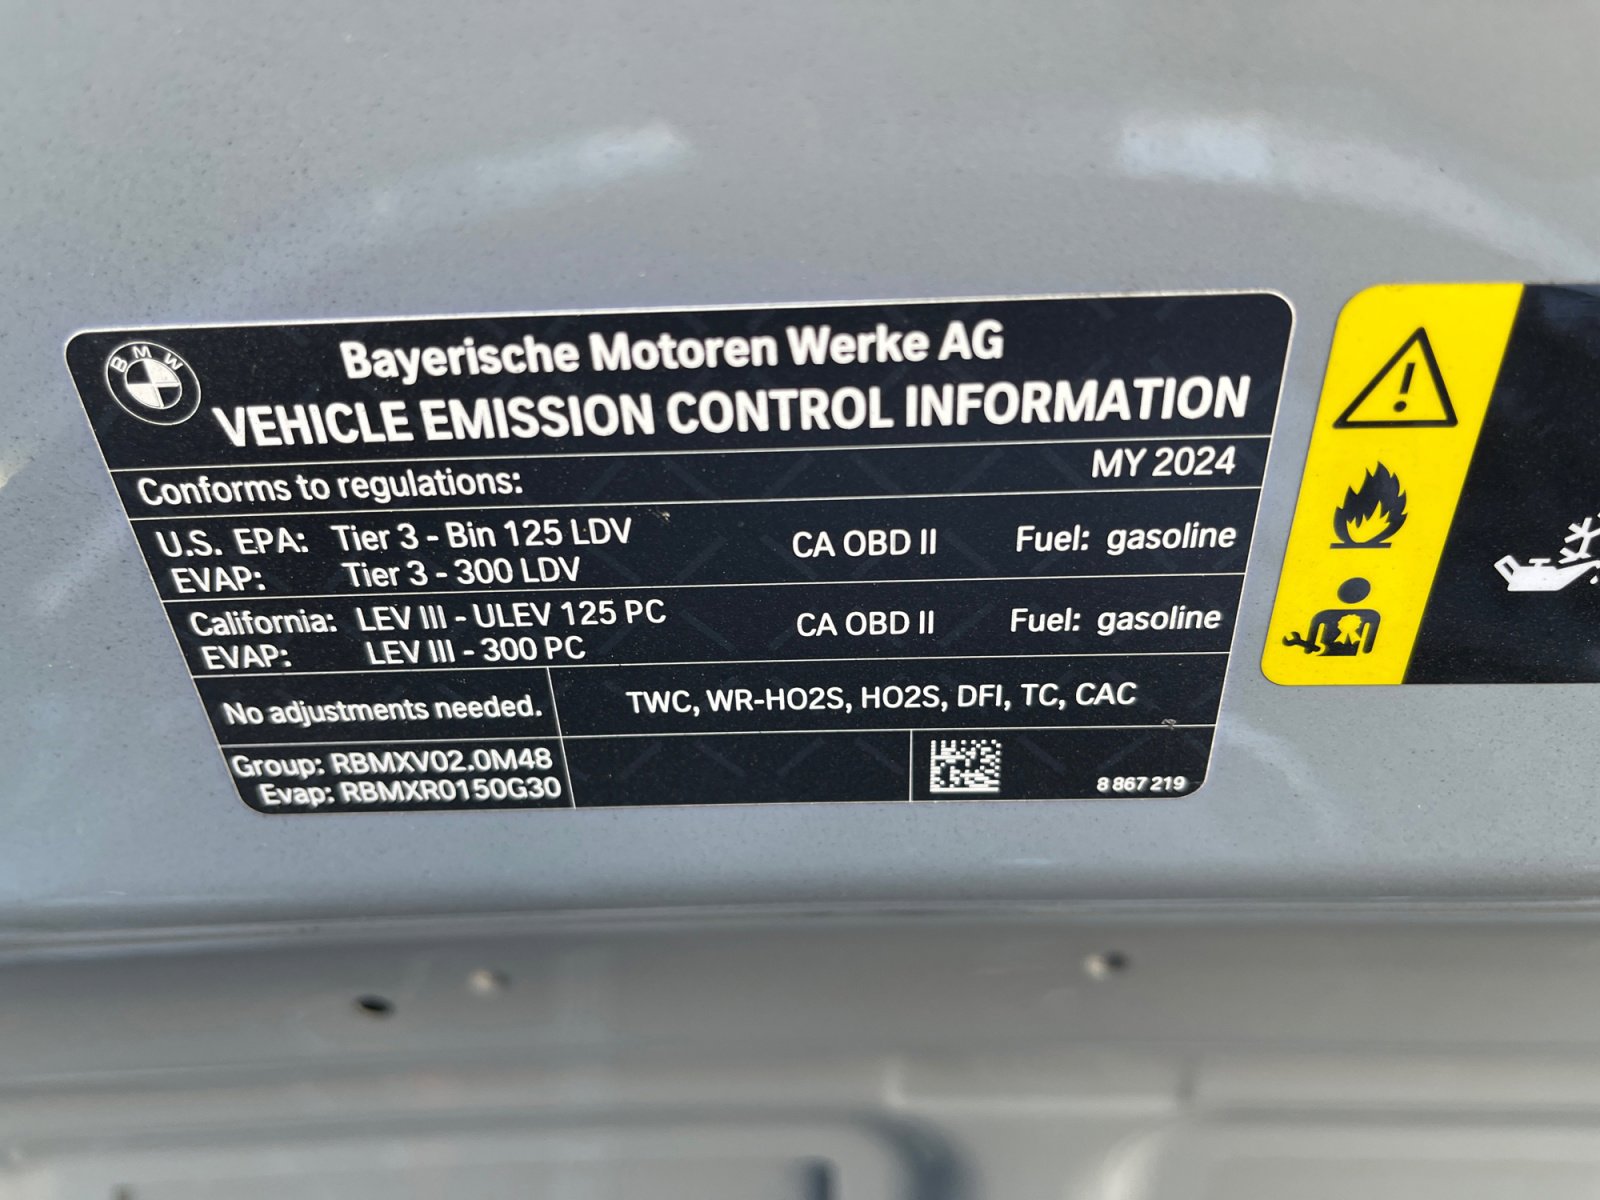 BMW
Bayerische Motoren Werke AG
VEHICLE EMISSION CONTROL INFORMATION
Conforms to regulations: MY 2024
U.S. EPA: Tier 3 - Bin 125 LDV CA OBD II Fuel: gasoline
EVAP: Tier 3 - 300 LDV
California: LEV III - ULEV 125 PC CA OBD II Fuel: gasoline
EVAP: LEV III - 300 PC
No adjustments needed. TWC, WR-HO2S, HO2S, DFI, TC, CAC
Group: RBMXV02.0M48
Evap: RBMXR0150G30 8 867 219